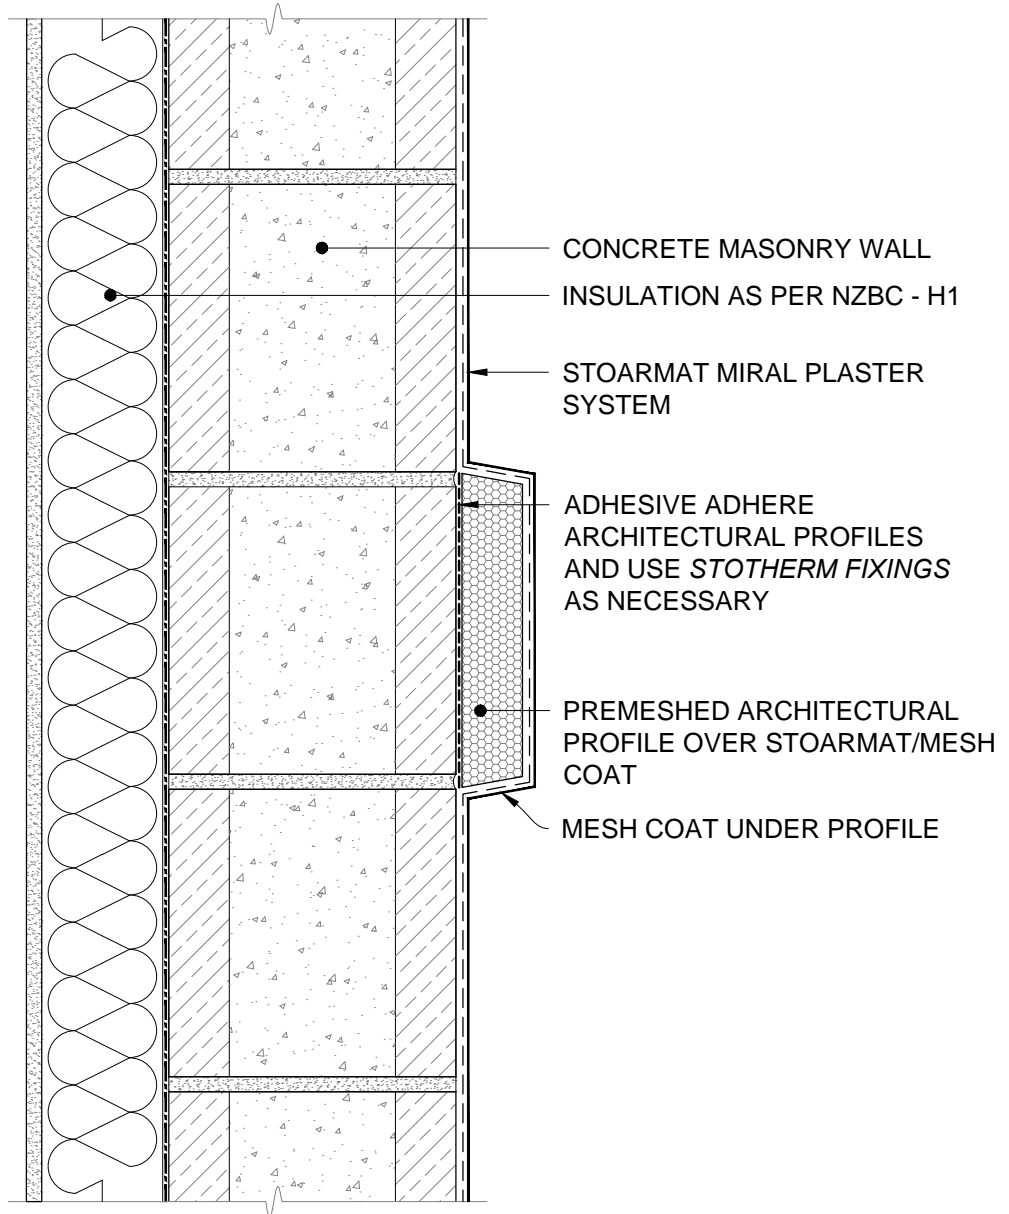 CONCRETE MASONRY WALL
INSULATION AS PER NZBC - H1
STOARMAT MIRAL PLASTER
SYSTEM
ADHESIVE ADHERE
ARCHITECTURAL PROFILES
AND USE STOTHERM FIXINGS
AS NECESSARY
PREMESHED ARCHITECTURAL
PROFILE OVER STOARMAT/MESH
COAT
MESH COAT UNDER PROFILE